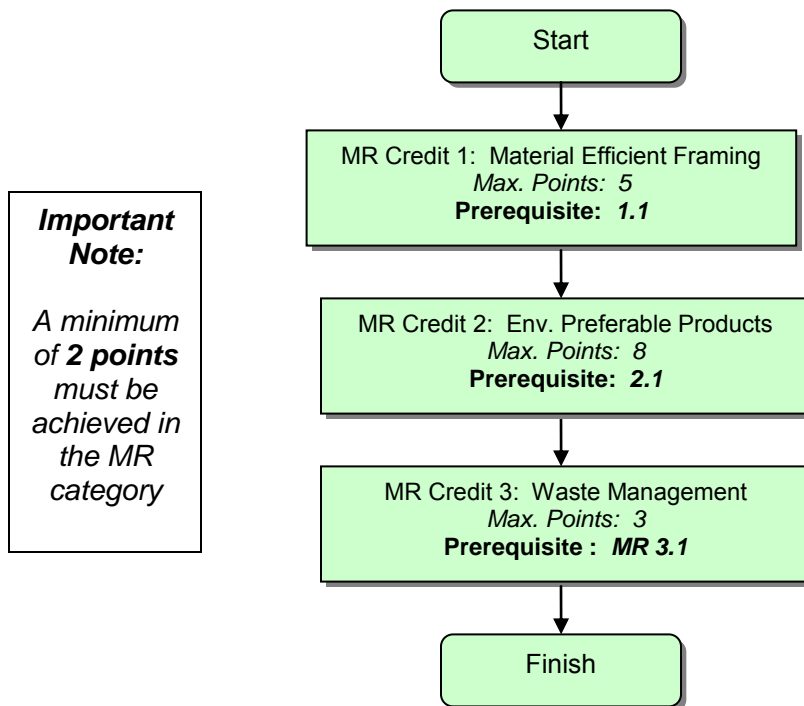 Start
MR Credit 1: Material Efficient Framing
Max. Points: 5
Prerequisite: 1.1
Important
Note:
A minimum
of 2 points
must be
achieved in
the MR
category
MR Credit 2: Env. Preferable Products
Max. Points: 8
Prerequisite: 2.1
MR Credit 3: Waste Management
Max. Points: 3
Prerequisite : MR 3.1
Finish